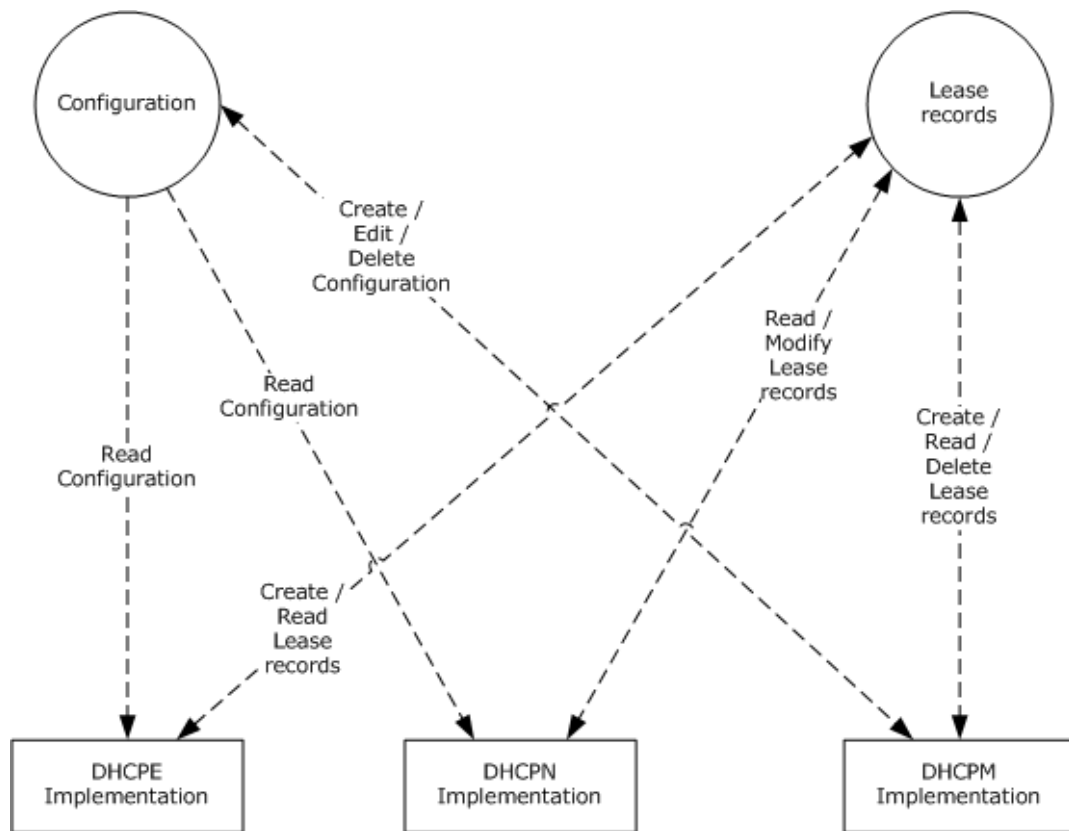 Configuration
Lease
records
Create /
Edit /
Delete
Configuration
Read /
Modify
Lease
records
Read
Configuration
Create /
Read /
Delete
Lease
records
Read
Configuration
Create /
Read
Lease
records
DHCPE
Implementation
DHCPN
Implementation
DHCPM
Implementation